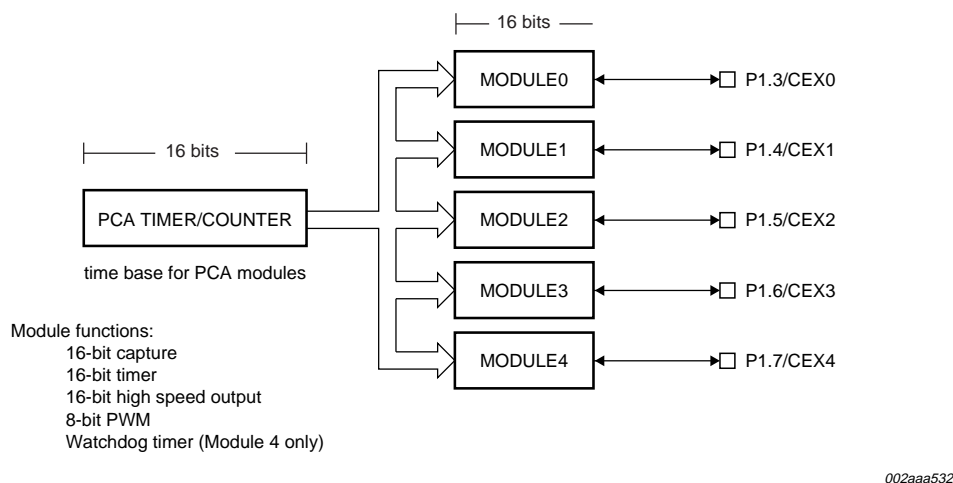 16 bits
MODULE0
P1.3/CEX0
MODULE1
P1.4/CEX1
16 bits
PCA TIMER/COUNTER
MODULE2
P1.5/CEX2
time base for PCA modules
MODULE3
P1.6/CEX3
MODULE4
P1.7/CEX4
Module functions:
16-bit capture
16-bit timer
16-bit high speed output
8-bit PWM
Watchdog timer (Module 4 only)
002aaa532